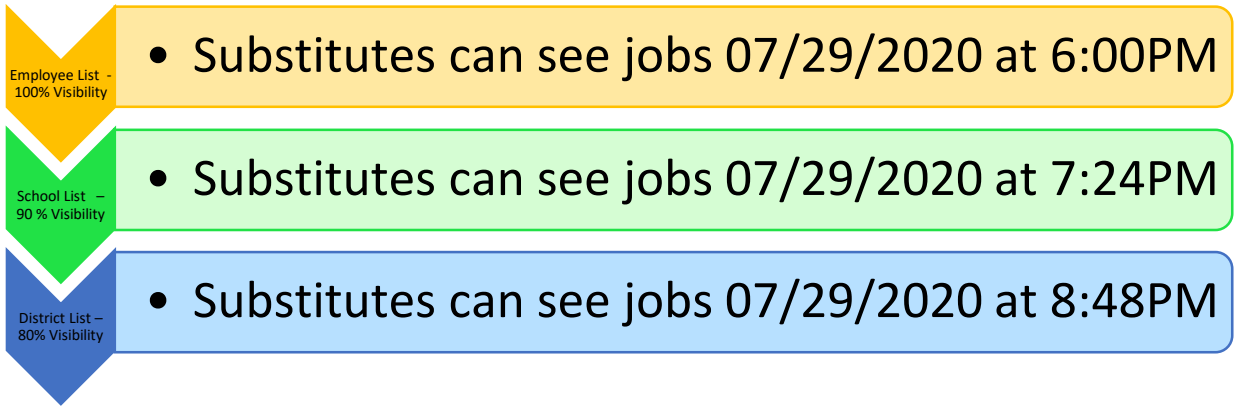 Employee List  -
100% Visibility
• Substitutes can see jobs 07/29/2020 at 6:00PM
School List  –
90 % Visibility
• Substitutes can see jobs 07/29/2020 at 7:24PM
District List –
80% Visibility
• Substitutes can see jobs 07/29/2020 at 8:48PM